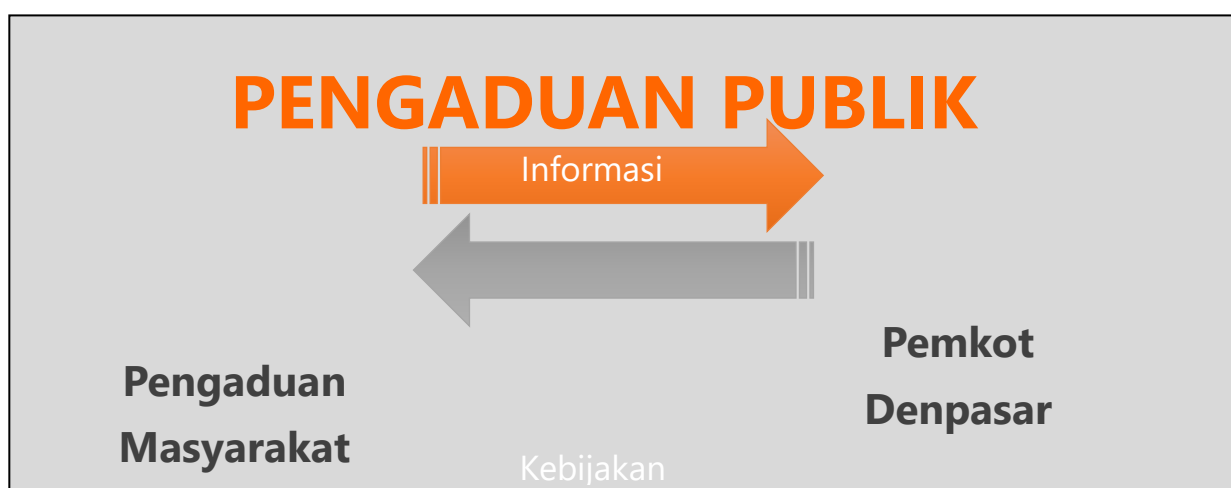 PENGADUAN PUBLIK
Informasi
Pengaduan
Masyarakat
Pemkot
Denpasar
Kebijakan